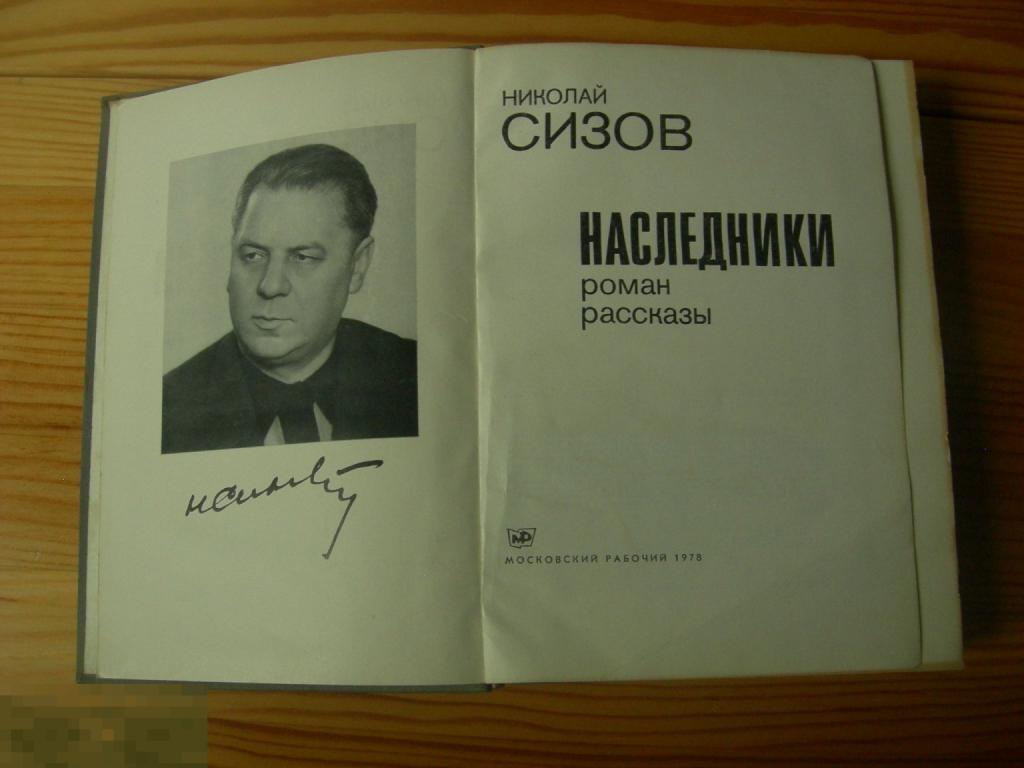 НИКОЛАЙ
СИЗОВ
НАСЛЕДНИКИ
роман
рассказы
МР
МОСКОВСКИЙ РАБОЧИЙ 1978